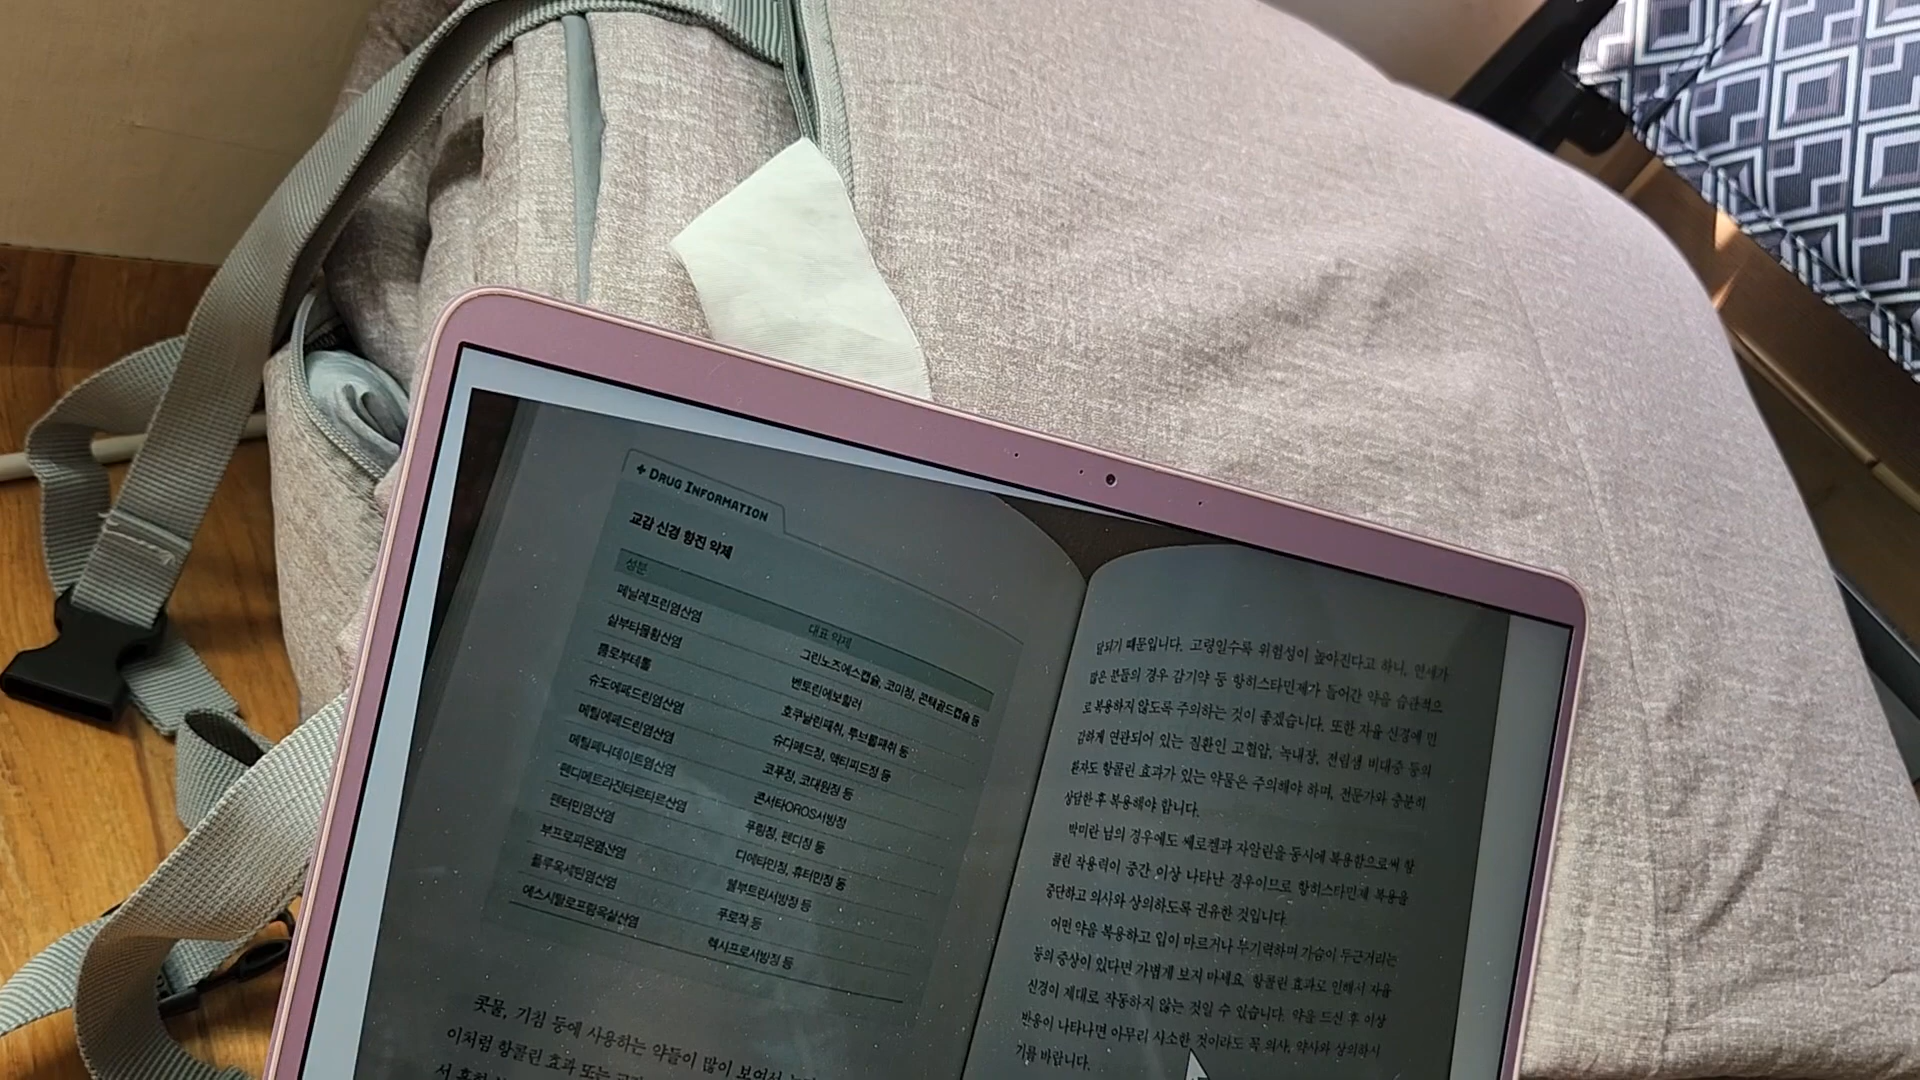 + DRUG INFORMATION
교감 신경 항진 약제
성분 대표 약제
페닐레프린염산염 그린노즈에스캡슐, 코미정, 콘택골드캡슐 등
살부타몰황산염 벤토린에보할러
툴로부테롤 호쿠날린패취, 투브롤패취 등
슈도에페드린염산염 슈다페드정, 액티피드정 등
메틸에페드린염산염 코푸정, 코대원정 등
메틸페니데이트염산염 콘서타OROS서방정
펜디메트라진타르타르산염 푸링정, 펜디정 등
펜터민염산염 디에타민정, 휴터민정 등
부프로피온염산염 웰부트린서방정 등
플루옥세틴염산염 푸로작 등
에스시탈로프람옥살산염 렉사프로서방정 등
콧물, 기침 등에 사용하는 약들이 많이 보여서
이처럼 항콜린 효과 또는
담되기 때문입니다. 고령일수록 위험성이 높아진다고 하니, 연세가
많은 분들의 경우 감기약 등 항히스타민제가 들어간 약을 습관적으
로 복용하지 않도록 주의하는 것이 좋겠습니다. 또한 자율 신경에 민
감하게 연관되어 있는 질환인 고혈압, 녹내장, 전립샘 비대증 등의
환자도 항콜린 효과가 있는 약물은 주의해야 하며, 전문가와 충분히
상담한 후 복용해야 합니다.
박미란 님의 경우에도 쎄로켈과 자알린을 동시에 복용함으로써 항
콜린 작용력이 중간 이상 나타난 경우이므로 항히스타민제 복용을
중단하고 의사와 상의하도록 권유한 것입니다.
어떤 약을 복용하고 입이 마르거나 무기력하며 가슴이 두근거리는
등의 증상이 있다면 가볍게 보지 마세요. 항콜린 효과로 인해서 자율
신경이 제대로 작동하지 않는 것일 수 있습니다. 약을 드신 후 이상
반응이 나타나면 아무리 사소한 것이라도 꼭 의사, 약사와 상의하시
기를 바랍니다.